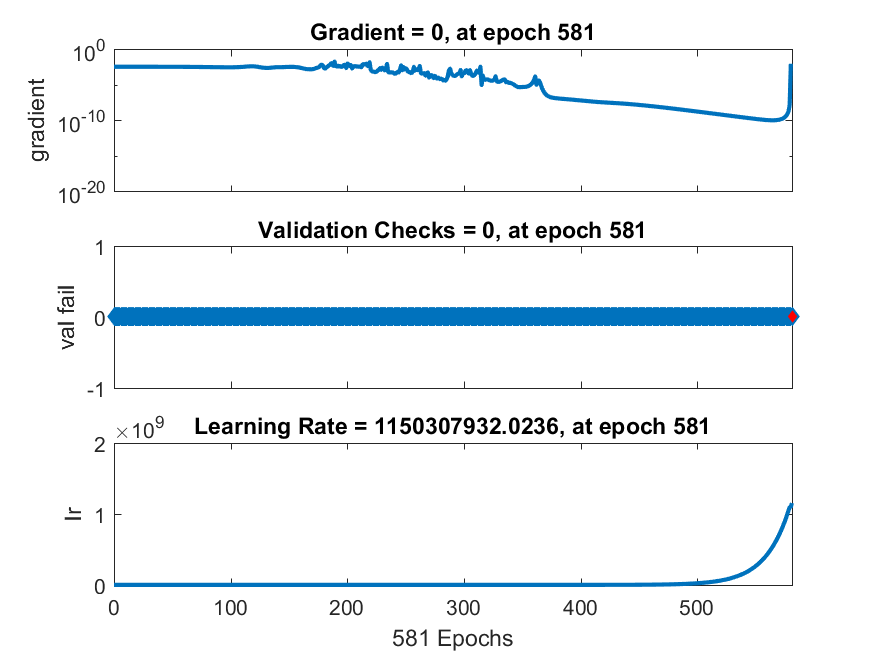 Gradient = 0, at epoch 581
10^0
10^-10
10^-20
gradient
Validation Checks = 0, at epoch 581
1
0
-1
val fail
×10^9
Learning Rate = 1150307932.0236, at epoch 581
2
1
0
lr
0 100 200 300 400 500
581 Epochs